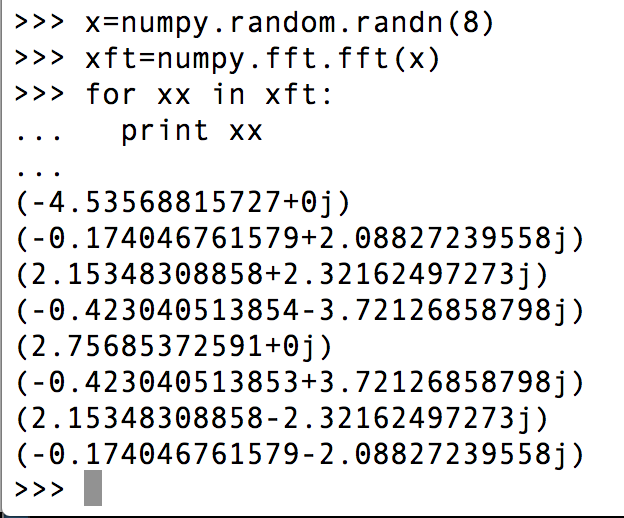 >>> x=numpy.random.randn(8)
>>> xft=numpy.fft.fft(x)
>>> for xx in xft:
...   print xx
...
(-4.53568815727+0j)
(-0.174046761579+2.08827239558j)
(2.15348308858+2.32162497273j)
(-0.423040513854-3.72126858798j)
(2.75685372591+0j)
(-0.423040513853+3.72126858798j)
(2.15348308858-2.32162497273j)
(-0.174046761579-2.08827239558j)
>>>